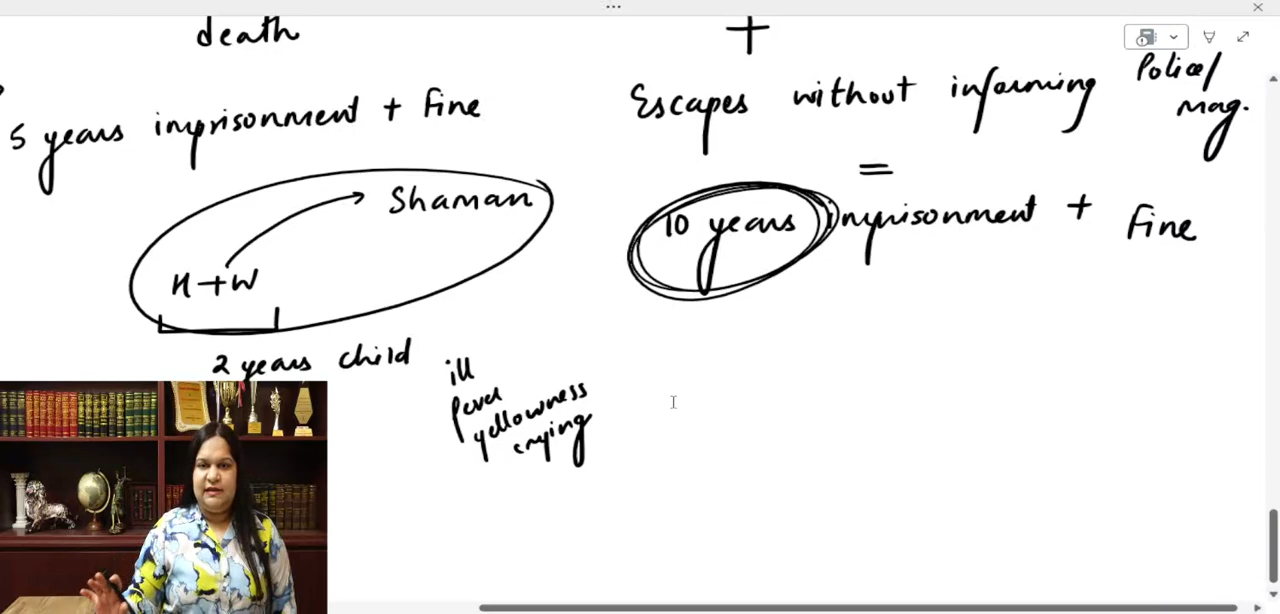 death
5 years imprisonment + Fine
Shaman
H+W
2 years child
ill
fever
yellowness
crying
+
Escapes without informing Police/
mag.
=
10 years imprisonment + Fine